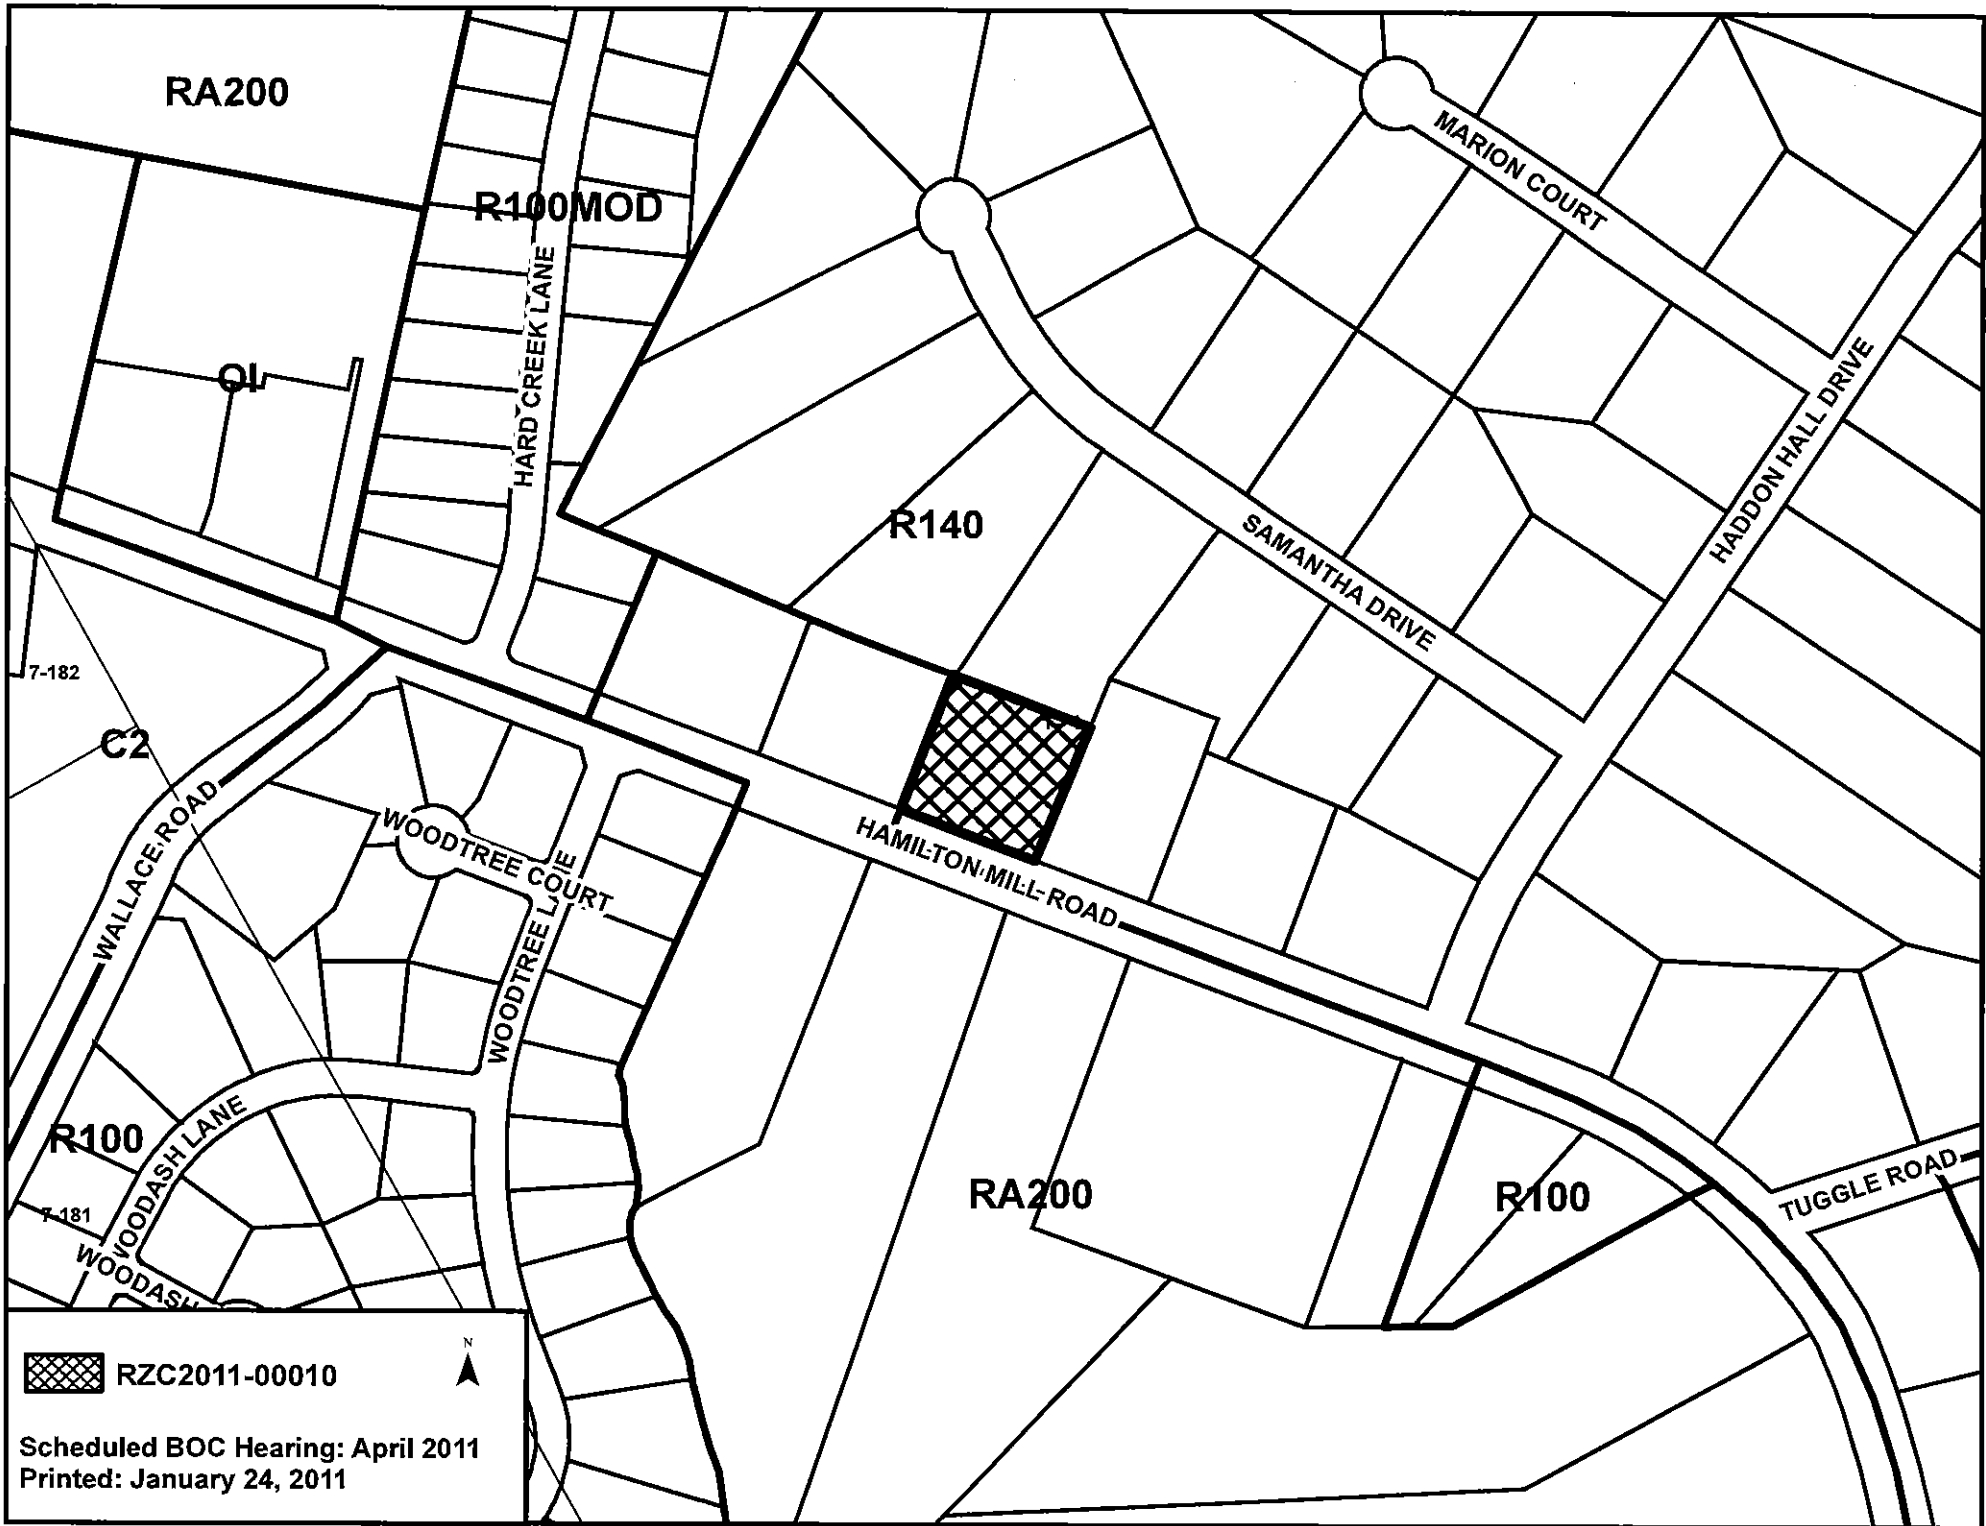 RA200
R100MOD
MARION COURT
HARD CREEK LANE
OI
HADDON HALL DRIVE
R140
SAMANTHA DRIVE
7-182
C2
WALLACE ROAD
WOODTREE COURT
HAMILTON MILL ROAD
WOODTREE LANE
R100
WOODASH LANE
RA200
R100
TUGGLE ROAD
7-181
WOODASH
N
RZC2011-00010
Scheduled BOC Hearing: April 2011
Printed: January 24, 2011